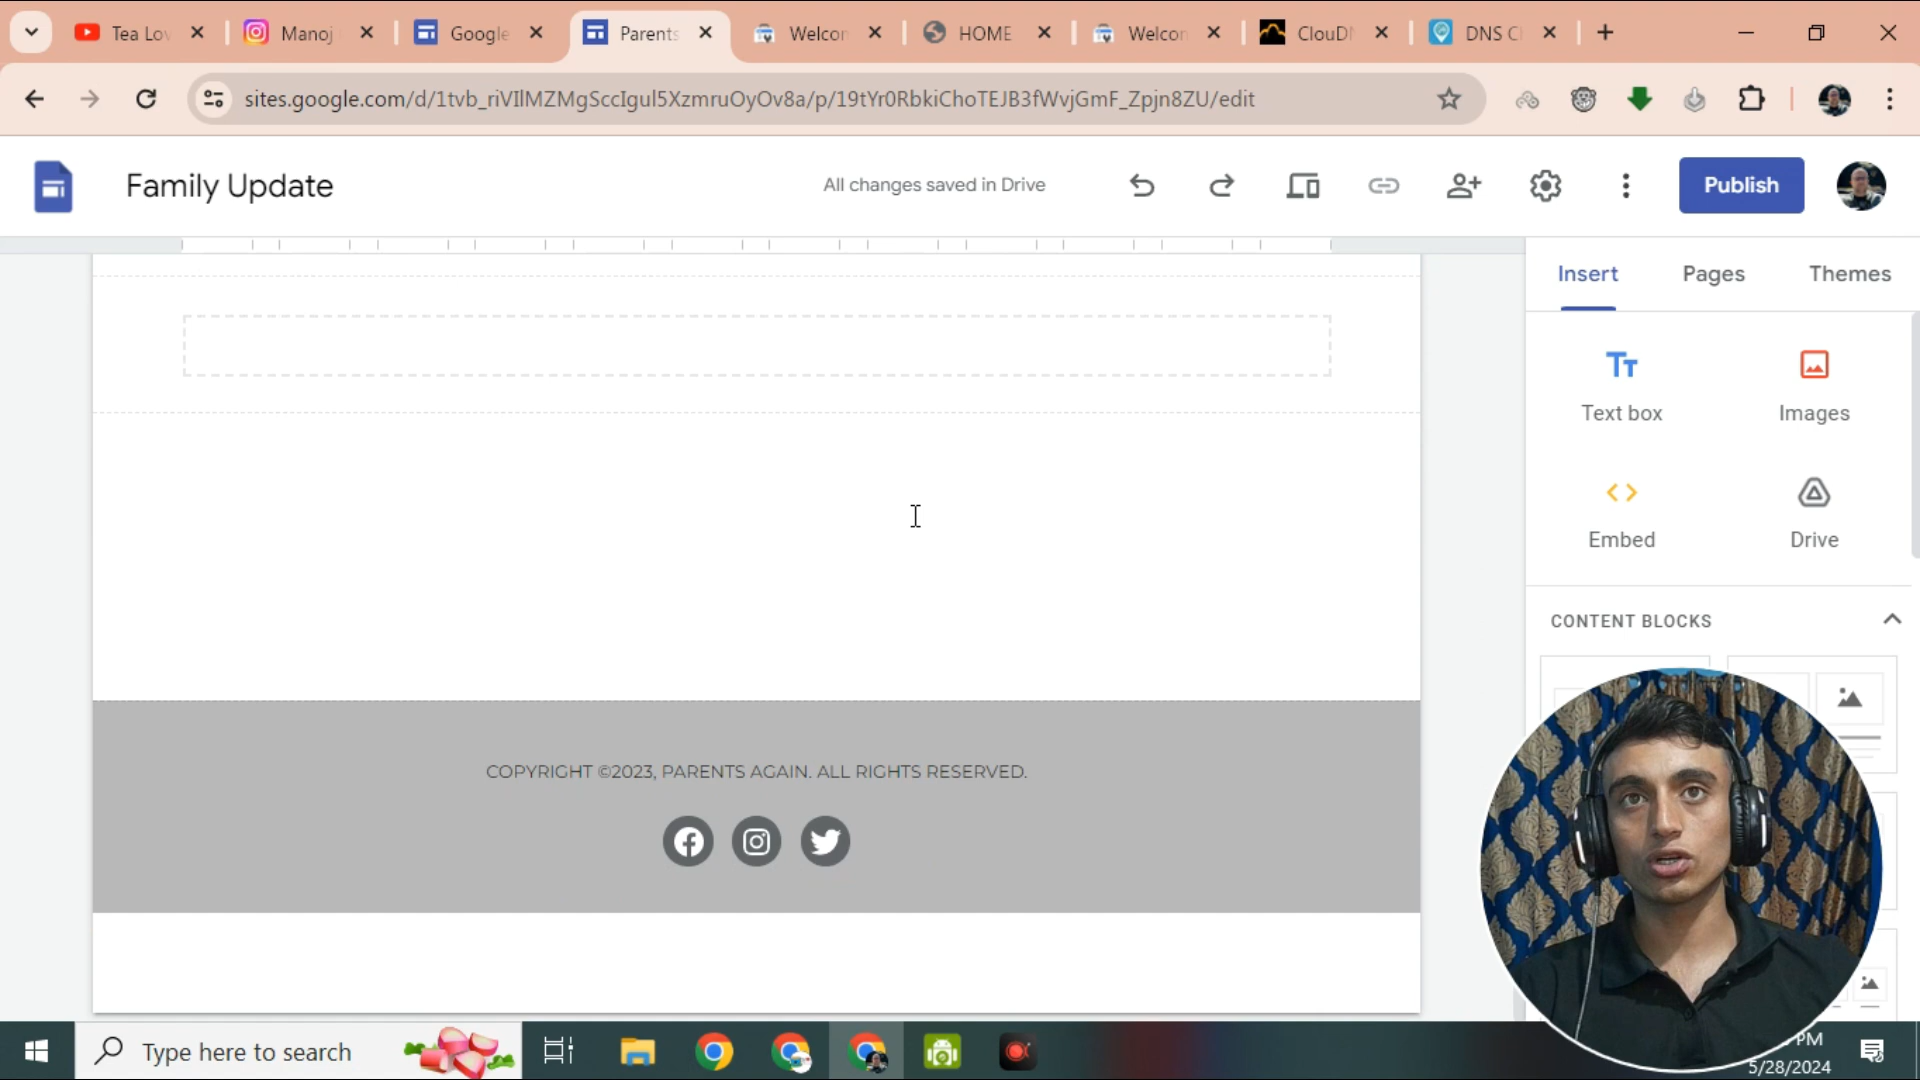 Tea Lov
Manoj
Google
Parents
Welcon
HOME
Welcon
ClouD
DNS C
sites.google.com/d/1tvb_riVIlMZMgSccIgul5XzmruOyOv8a/p/19tYr0RbkiChoTEJB3fWvjGmF_Zpjn8ZU/edit
Family Update
All changes saved in Drive
Publish
Insert
Pages
Themes
Text box
Images
Embed
Drive
CONTENT BLOCKS
COPYRIGHT ©2023, PARENTS AGAIN. ALL RIGHTS RESERVED.
Type here to search
PM
5/28/2024